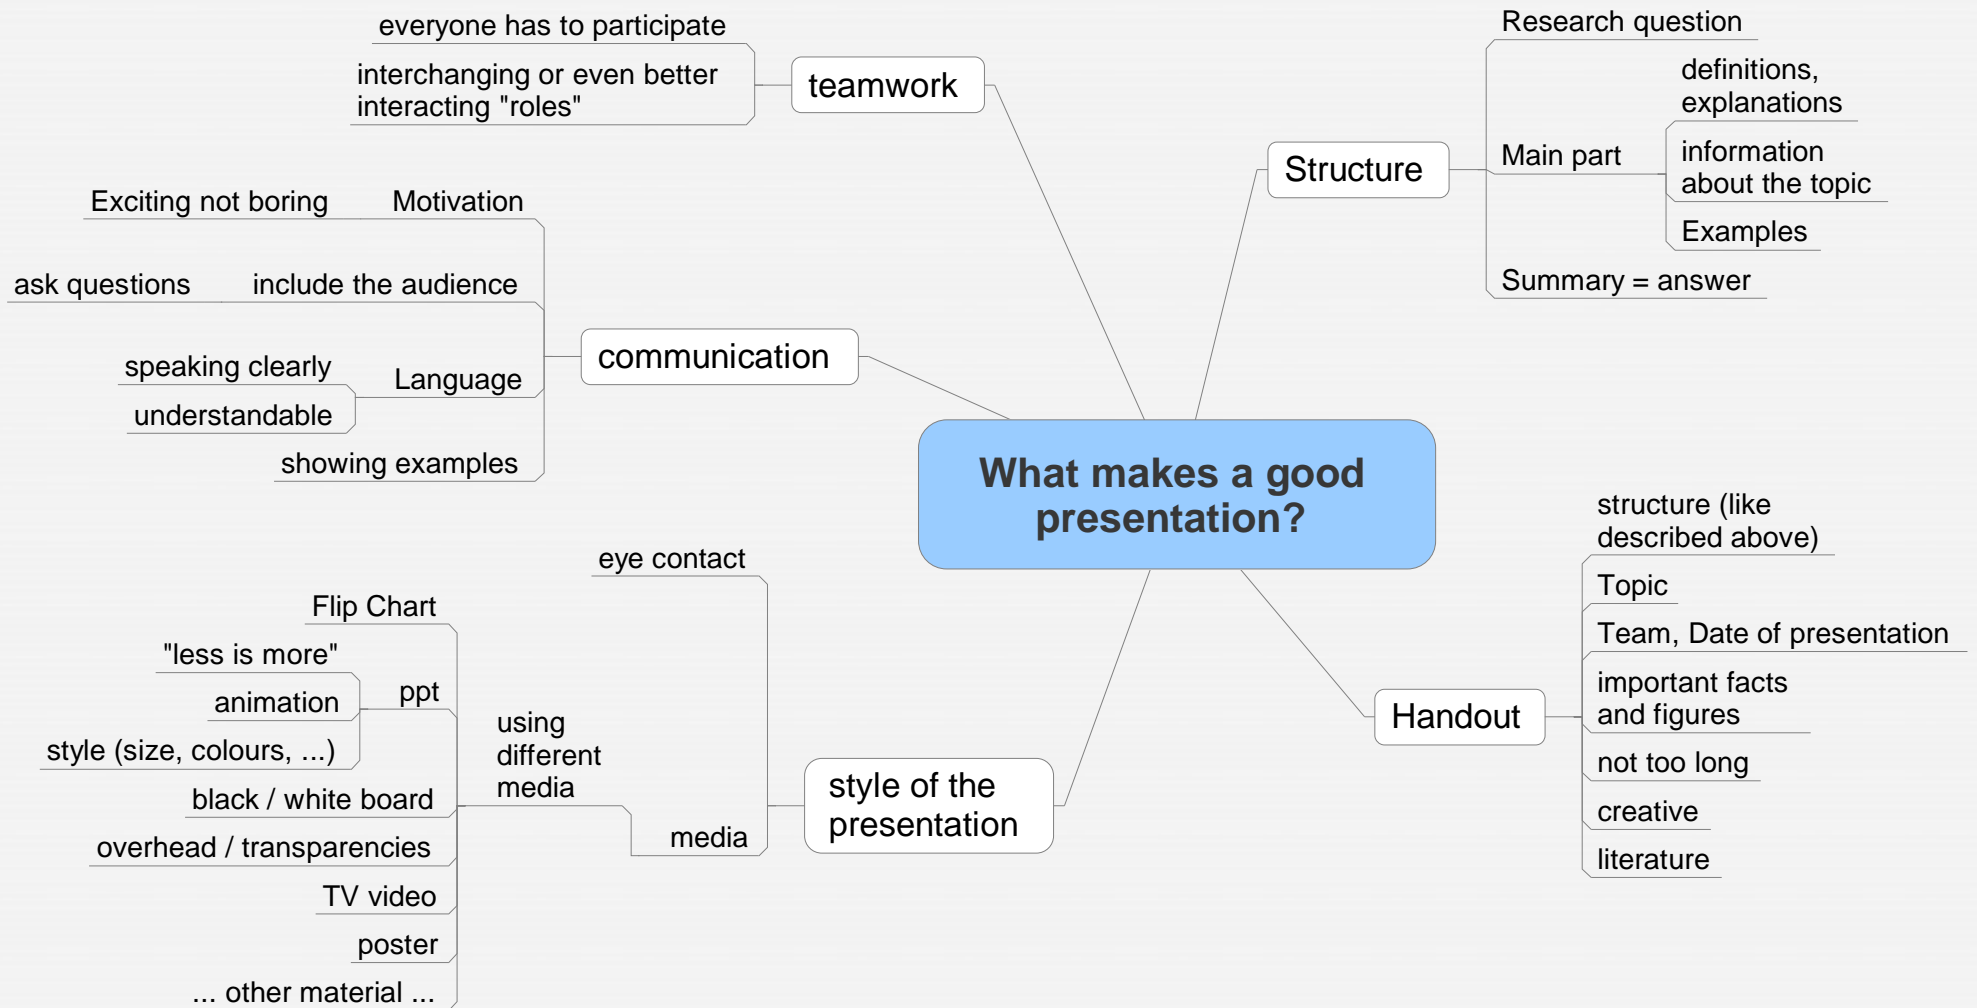 everyone has to participate
interchanging or even better
interacting "roles"
teamwork
Exciting not boring
Motivation
ask questions
include the audience
speaking clearly
understandable
Language
showing examples
communication
What makes a good
presentation?
Structure
Research question
Main part
definitions,
explanations
information
about the topic
Examples
Summary = answer
eye contact
Flip Chart
"less is more"
animation
style (size, colours, ...)
ppt
black / white board
overhead / transparencies
TV video
poster
... other material ...
using
different
media
media
style of the
presentation
Handout
structure (like
described above)
Topic
Team, Date of presentation
important facts
and figures
not too long
creative
literature